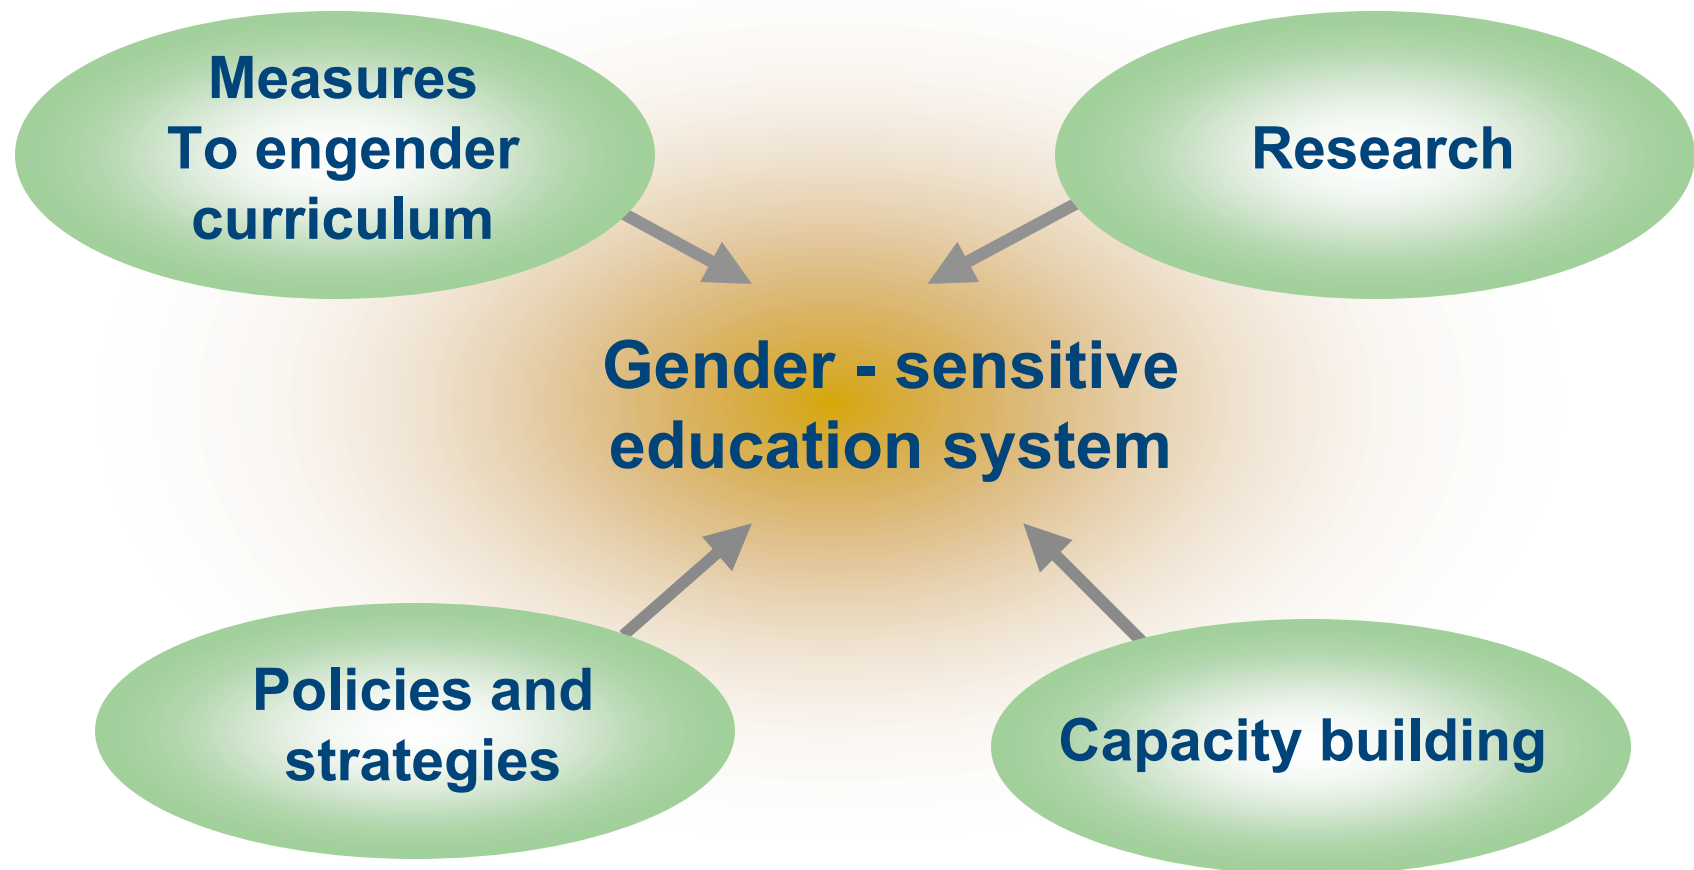 Measures
To engender
curriculum
Research
Gender - sensitive
education system
Policies and
strategies
Capacity building